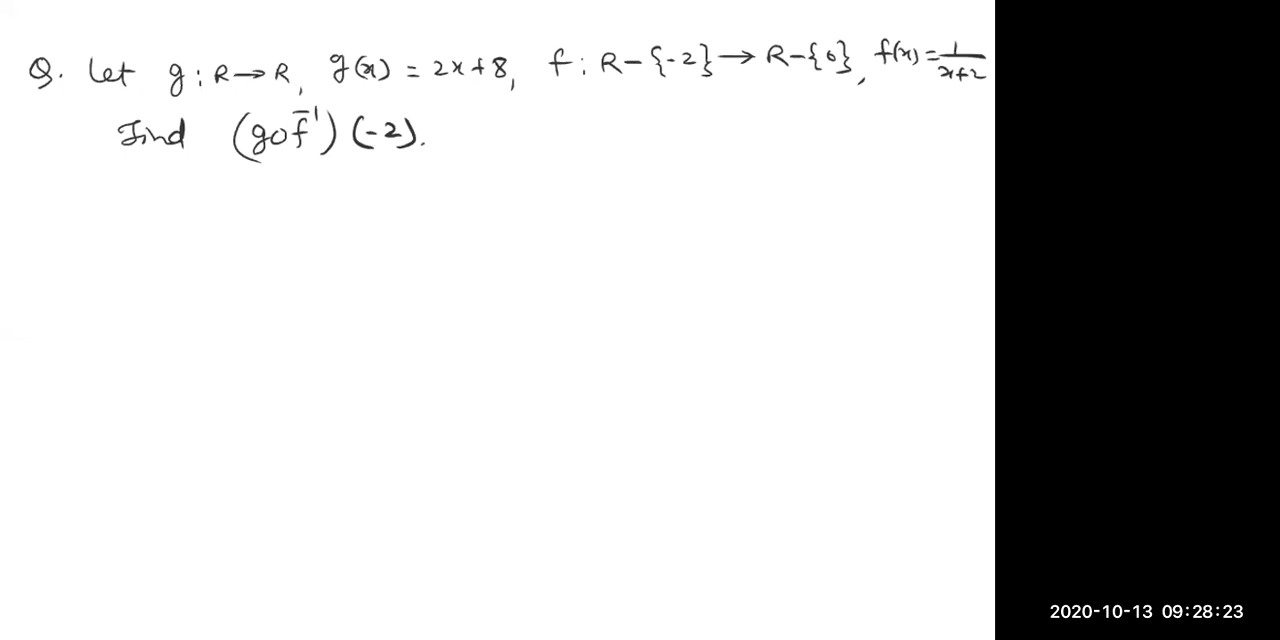 Q. Let g : R → R, g(x) = 2x+8, f : R-{-2} → R-{0}, f(x) = 1/(x+2)
Find (gof⁻¹)(-2).
2020-10-13 09:28:23